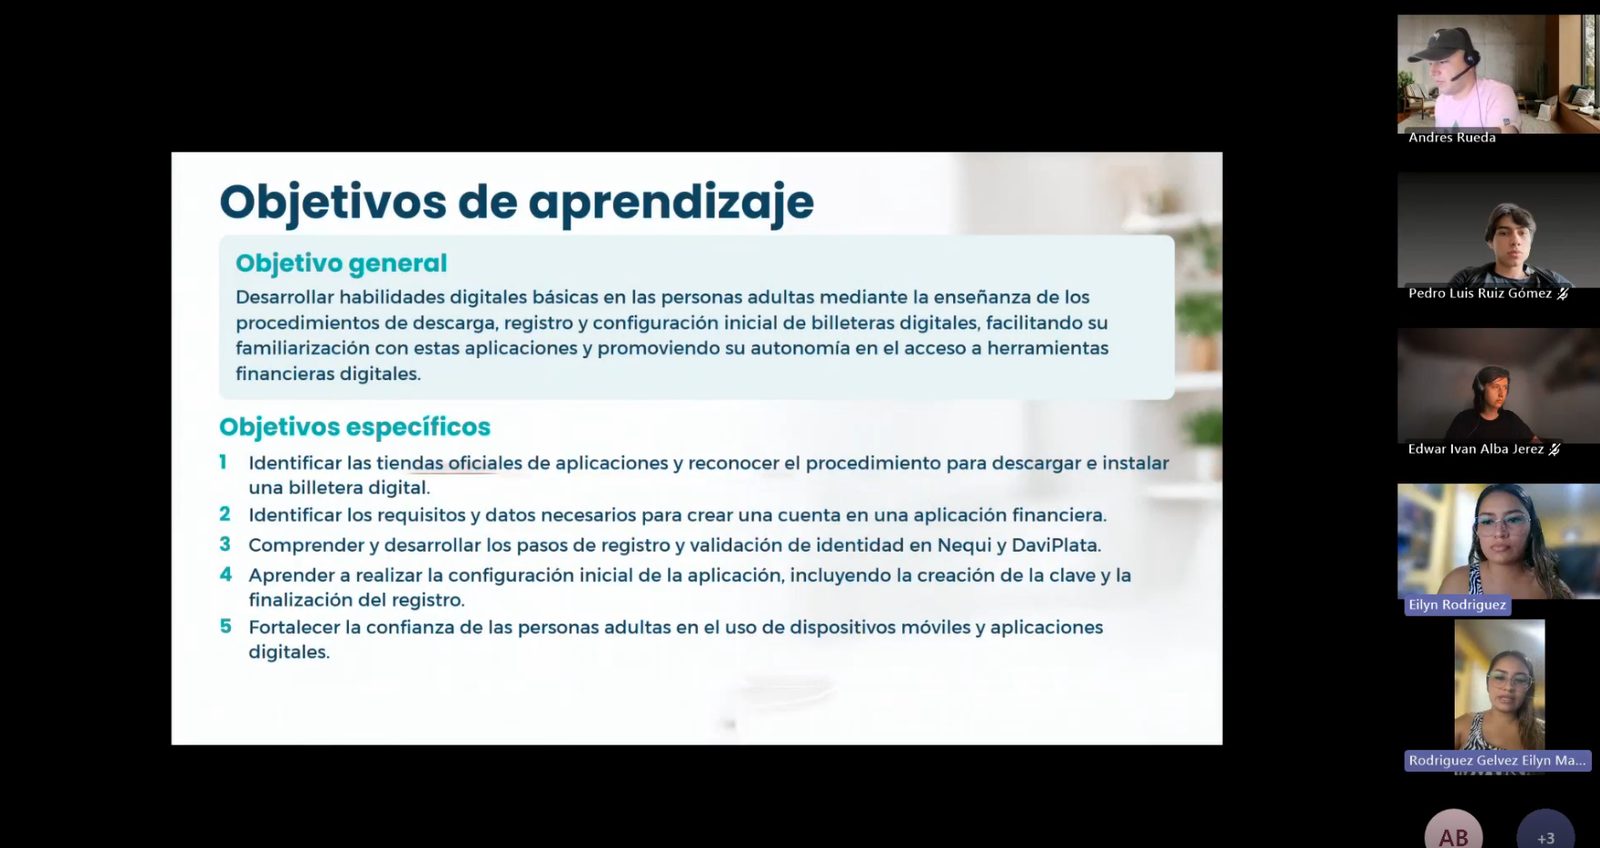 Objetivos de aprendizaje
Objetivo general
Desarrollar habilidades digitales básicas en las personas adultas mediante la enseñanza de los
procedimientos de descarga, registro y configuración inicial de billeteras digitales, facilitando su
familiarización con estas aplicaciones y promoviendo su autonomía en el acceso a herramientas
financieras digitales.
Objetivos específicos
1 Identificar las tiendas oficiales de aplicaciones y reconocer el procedimiento para descargar e instalar
una billetera digital.
2 Identificar los requisitos y datos necesarios para crear una cuenta en una aplicación financiera.
3 Comprender y desarrollar los pasos de registro y validación de identidad en Nequi y DaviPlata.
4 Aprender a realizar la configuración inicial de la aplicación, incluyendo la creación de la clave y la
finalización del registro.
5 Fortalecer la confianza de las personas adultas en el uso de dispositivos móviles y aplicaciones
digitales.
Andres Rueda
Pedro Luis Ruiz Gómez
Edwar Ivan Alba Jerez
Eilyn Rodriguez
Rodriguez Gelvez Eilyn Ma...
AB
+3